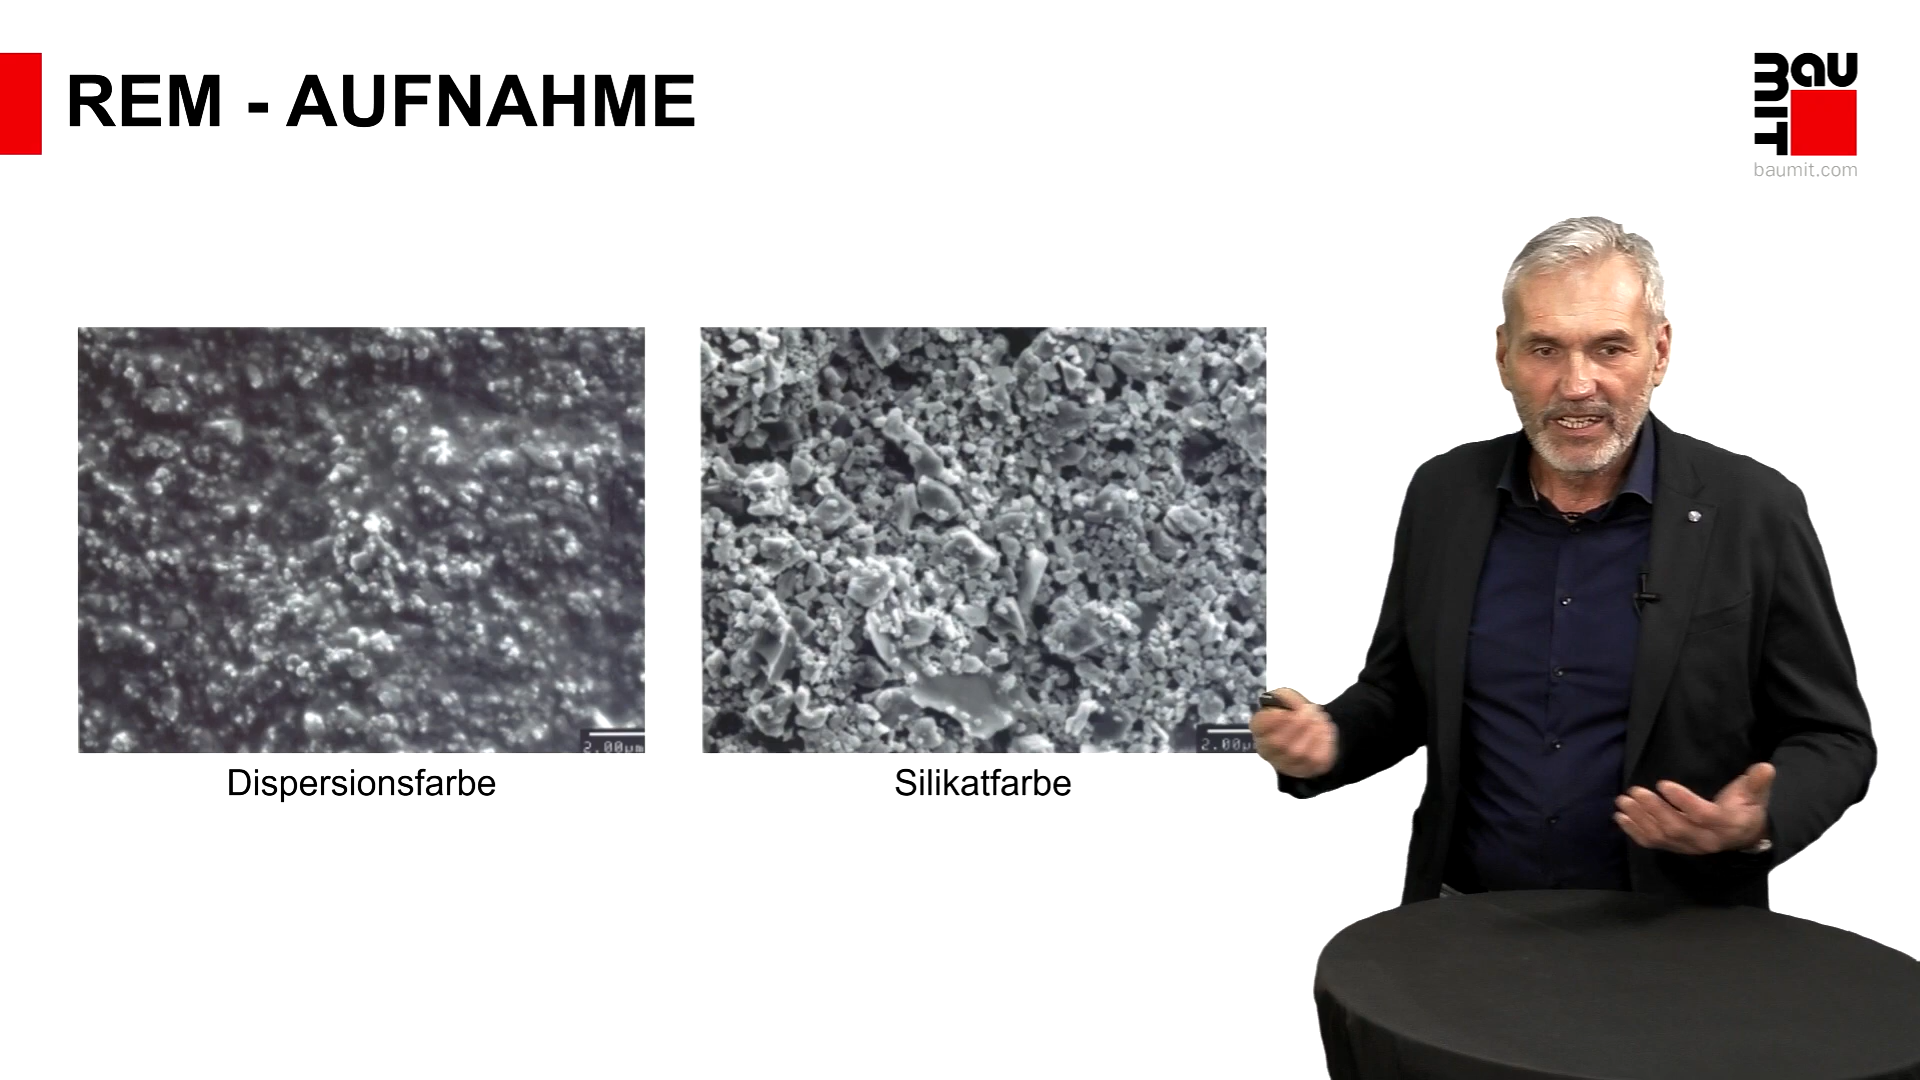 REM - AUFNAHME
bau
MIT
baumit.com
2.00µm
2.00µm
Dispersionsfarbe
Silikatfarbe